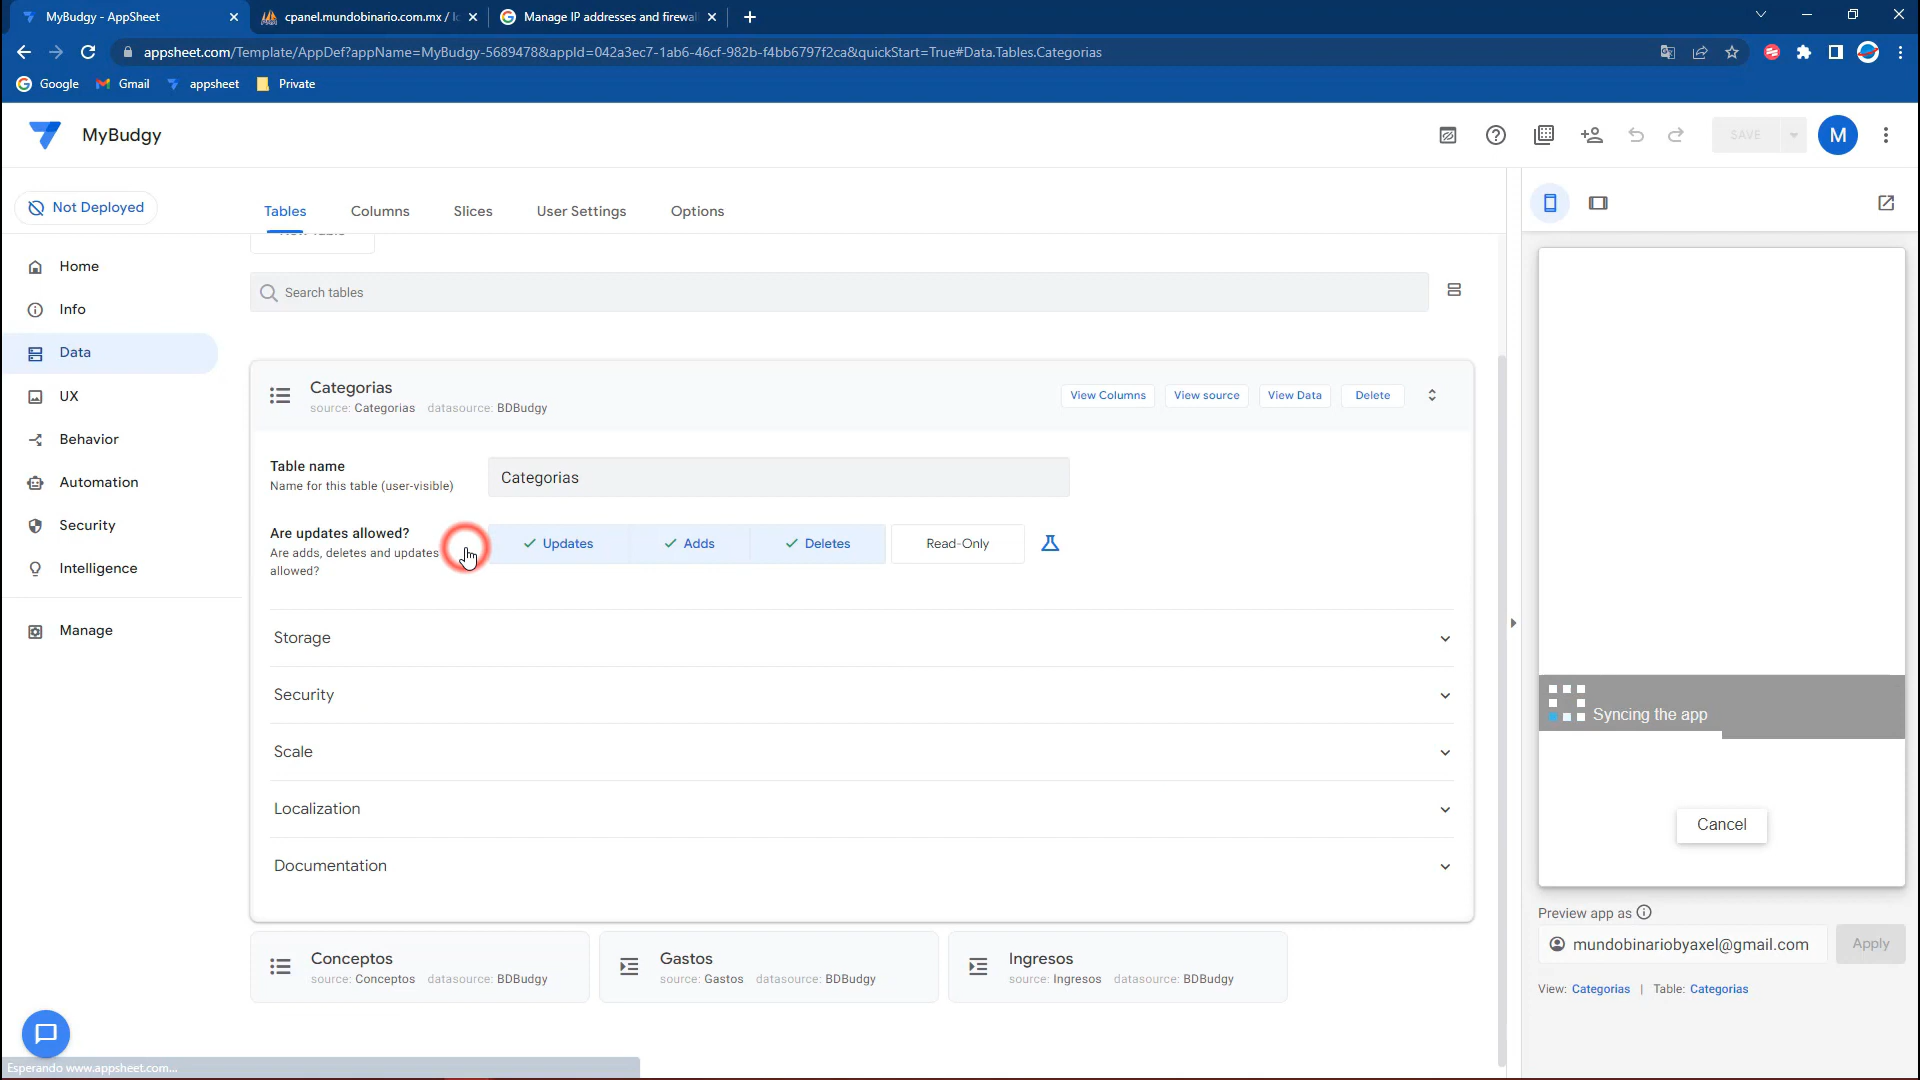 MyBudgy - AppSheet
cpanel.mundobinario.com.mx / lo
Manage IP addresses and firewal
appsheet.com/Template/AppDef?appName=MyBudgy-5689478&appId=042a3ec7-1ab6-46cf-982b-f4bb6797f2ca&quickStart=True#Data.Tables.Categorias
Google Gmail appsheet Private
MyBudgy
SAVE
M
Not Deployed
Tables Columns Slices User Settings Options
Home
Info
Data
UX
Behavior
Automation
Security
Intelligence
Manage
Search tables
Categorias
source: Categorias datasource: BDBudgy
View Columns View source View Data Delete
Table name
Name for this table (user-visible)
Categorias
Are updates allowed?
Are adds, deletes and updates
allowed?
Updates Adds Deletes Read-Only
Storage
Security
Scale
Localization
Documentation
Conceptos
source: Conceptos datasource: BDBudgy
Gastos
source: Gastos datasource: BDBudgy
Ingresos
source: Ingresos datasource: BDBudgy
Syncing the app
Cancel
Preview app as
mundobinariobyaxel@gmail.com
Apply
View: Categorias | Table: Categorias
Esperando www.appsheet.com...